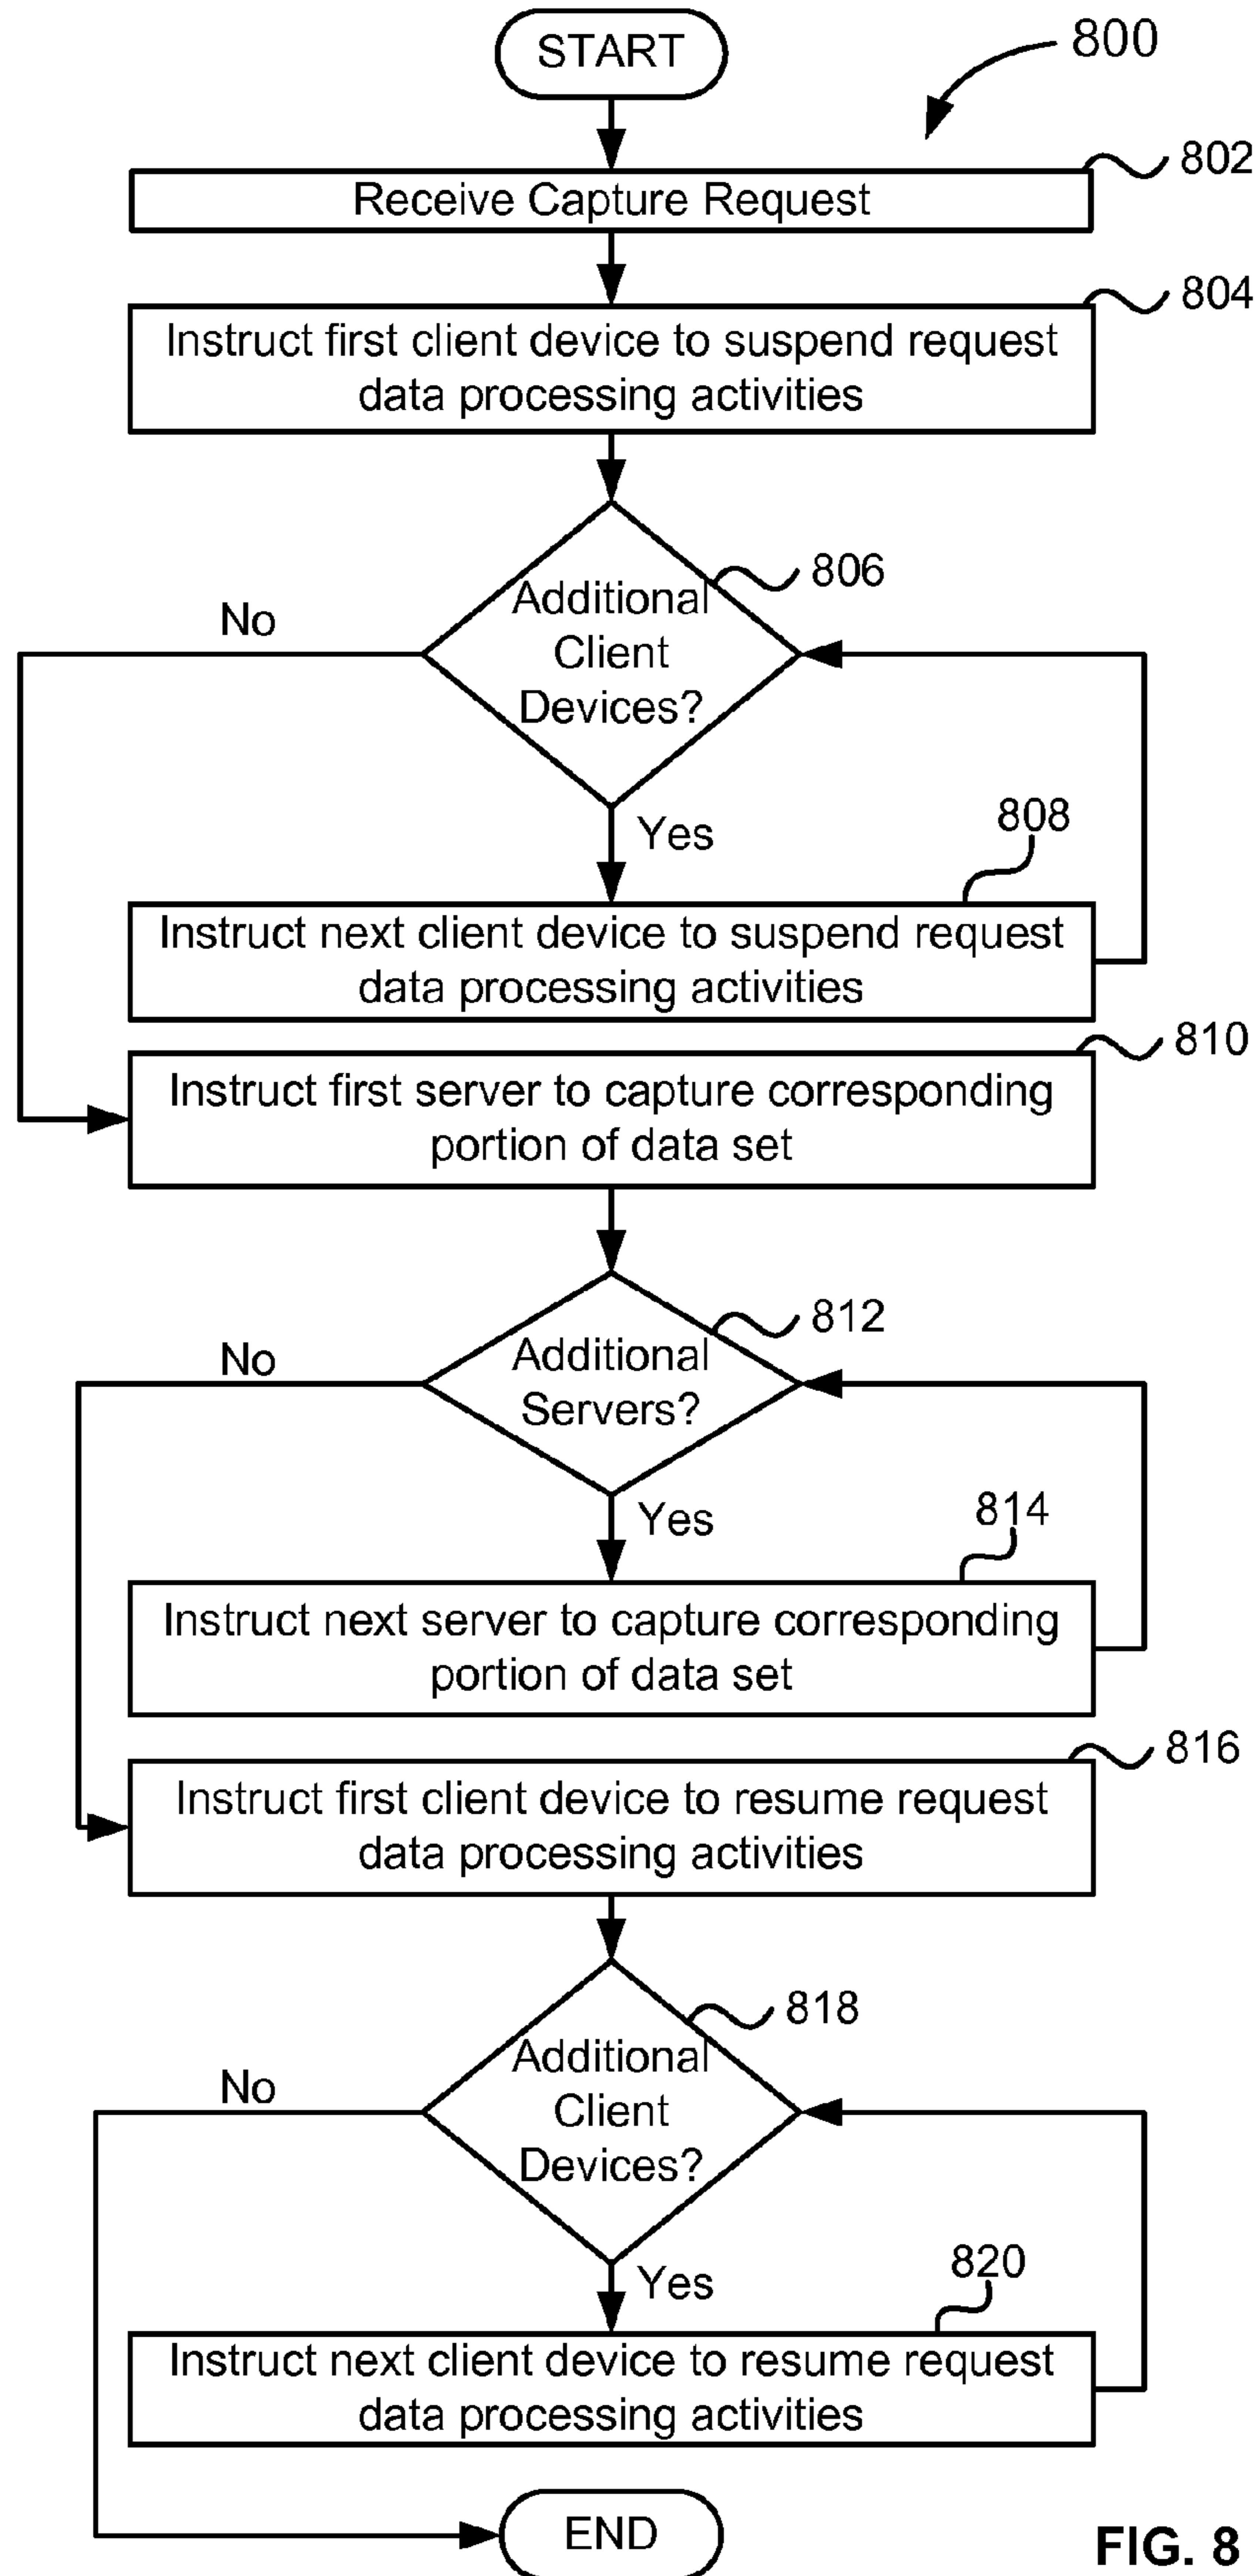 START
800
802
Receive Capture Request
804
Instruct first client device to suspend request
data processing activities
806
Additional
Client
Devices?
No
Yes
808
Instruct next client device to suspend request
data processing activities
810
Instruct first server to capture corresponding
portion of data set
812
Additional
Servers?
No
Yes
814
Instruct next server to capture corresponding
portion of data set
816
Instruct first client device to resume request
data processing activities
818
Additional
Client
Devices?
No
Yes
820
Instruct next client device to resume request
data processing activities
END
FIG. 8